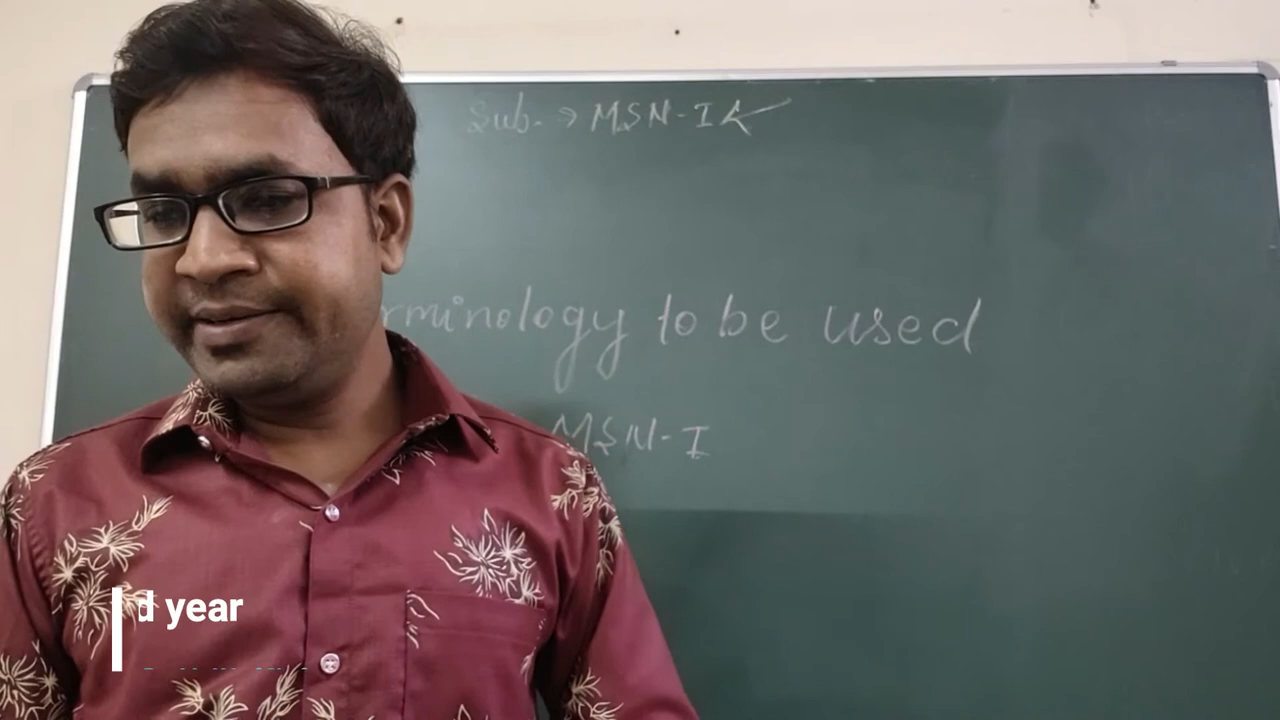 Sub. → MSN-I
rminology to be used
MSN-I
d year